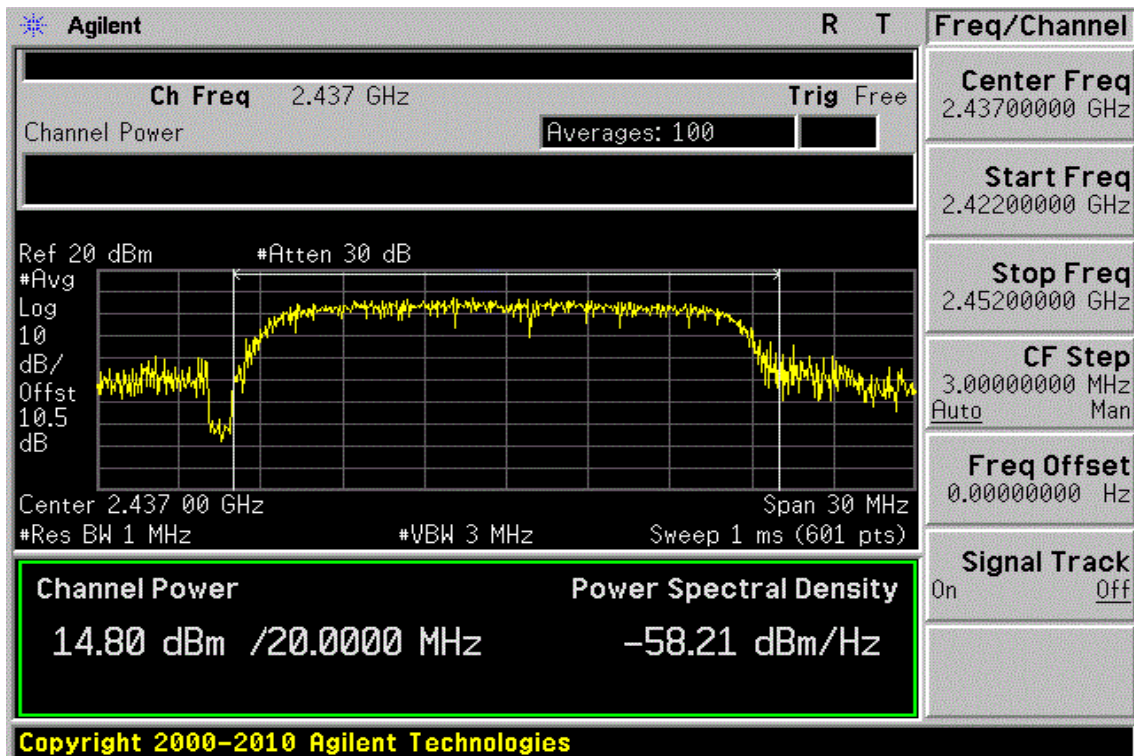 Agilent R T
Ch Freq 2.437 GHz Trig Free
Channel Power Averages: 100
Ref 20 dBm #Atten 30 dB
#Avg
Log
10
dB/
Offst
10.5
dB
Center 2.437 00 GHz Span 30 MHz
#Res BW 1 MHz #VBW 3 MHz Sweep 1 ms (601 pts)
Channel Power Power Spectral Density
14.80 dBm /20.0000 MHz -58.21 dBm/Hz
Copyright 2000-2010 Agilent Technologies
Freq/Channel
Center Freq
2.43700000 GHz
Start Freq
2.42200000 GHz
Stop Freq
2.45200000 GHz
CF Step
3.00000000 MHz
Auto Man
Freq Offset
0.00000000 Hz
Signal Track
On Off